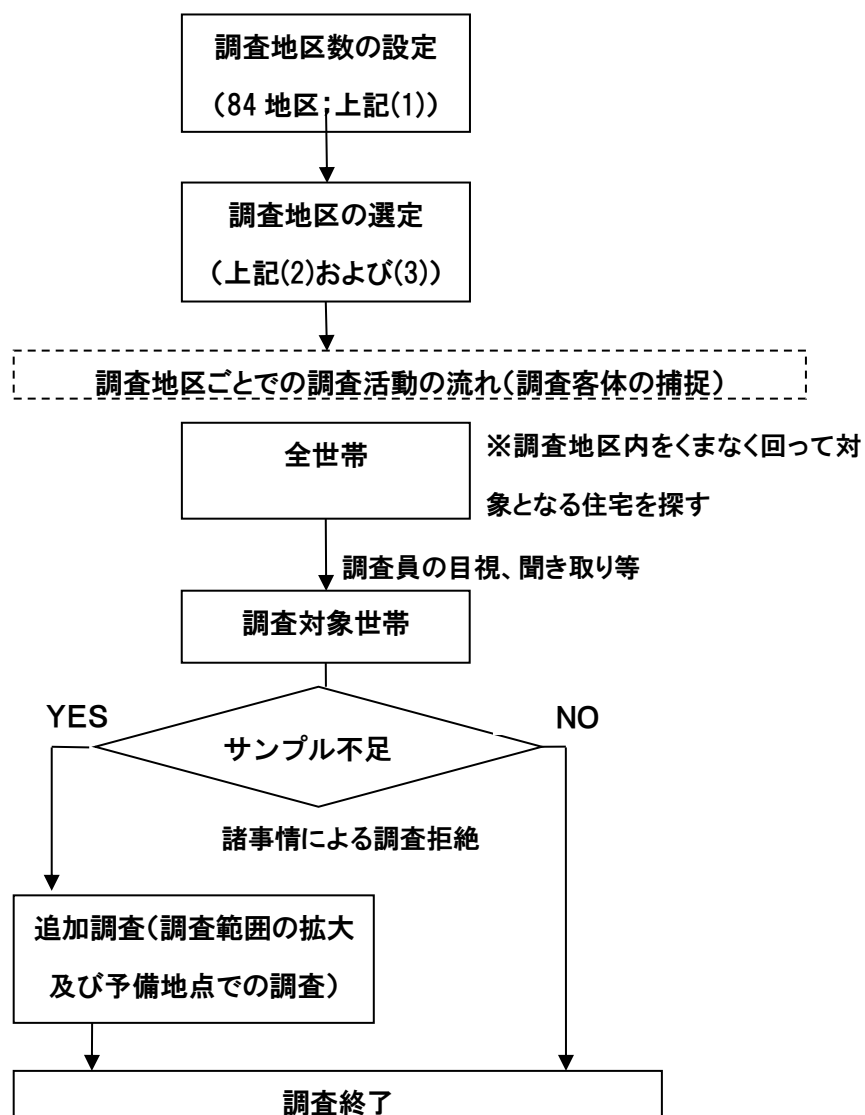 調査地区数の設定
（84 地区；上記(1)）
調査地区の選定
（上記(2)および(3)）
調査地区ごとでの調査活動の流れ（調査客体の捕捉）
全世帯
※調査地区内をくまなく回って対
象となる住宅を探す
調査員の目視、聞き取り等
調査対象世帯
YES
NO
サンプル不足
諸事情による調査拒絶
追加調査（調査範囲の拡大
及び予備地点での調査）
調査終了